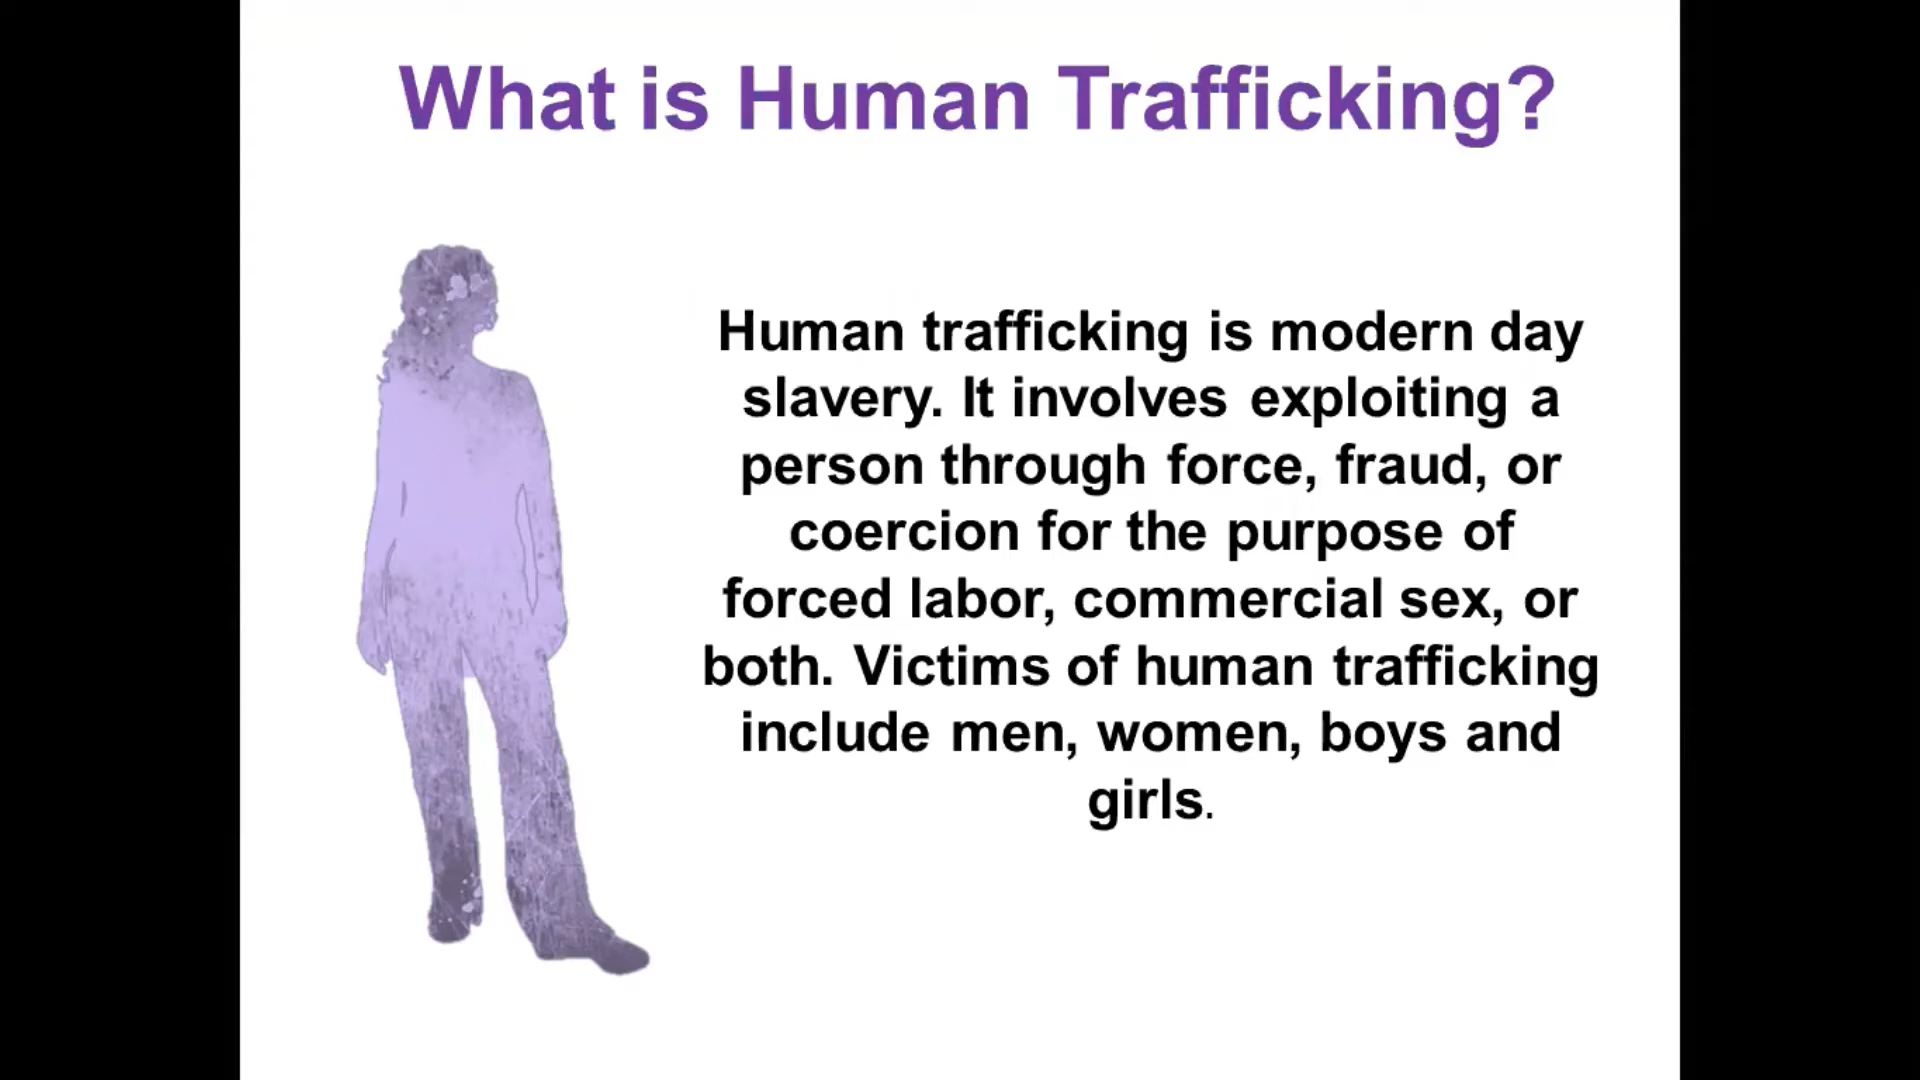 What is Human Trafficking?
Human trafficking is modern day
slavery. It involves exploiting a
person through force, fraud, or
coercion for the purpose of
forced labor, commercial sex, or
both. Victims of human trafficking
include men, women, boys and
girls.